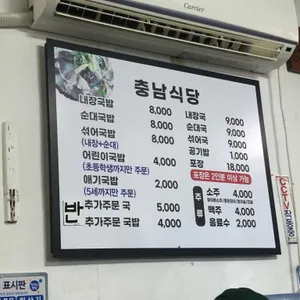 Carrier
충남식당
내장국밥 8,000
순대국밥 8,000
섞어국밥 8,000
(내장+순대)
어린이국밥 4,000
(초등학생까지만 주문)
애기국밥 2,000
(5세까지만 주문)
반
추가주문 국 5,000
추가주문 국밥 4,000
내장국 9,000
순대국 9,000
섞어국 9,000
공기밥 1,000
포장 18,000
포장은 2인분 이상 가능
주류
소주 4,000
맥주 4,000
음료수 2,000
표시판